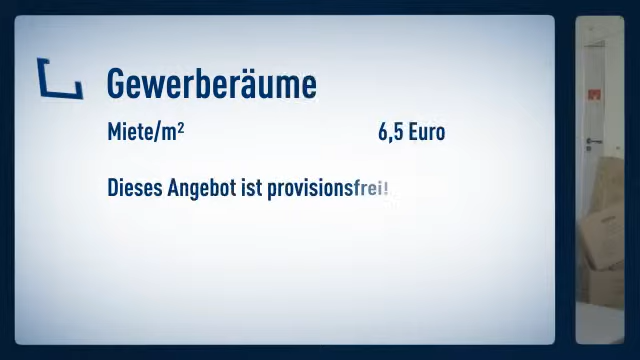 Gewerberäume
Miete/m² 6,5 Euro
Dieses Angebot ist provisionsfrei!